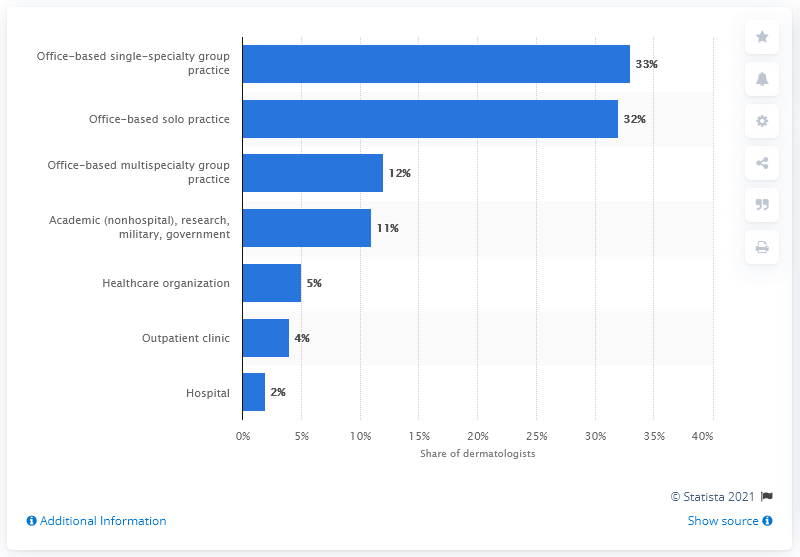 Office-based single-specialty group
practice
33%
Office-based solo practice
32%
Office-based multispecialty group
practice
12%
Academic (nonhospital), research,
military, government
11%
Healthcare organization
5%
Outpatient clinic
4%
Hospital
2%
0% 5% 10% 15% 20% 25% 30% 35% 40%
Share of dermatologists
© Statista 2021
Additional Information
Show source